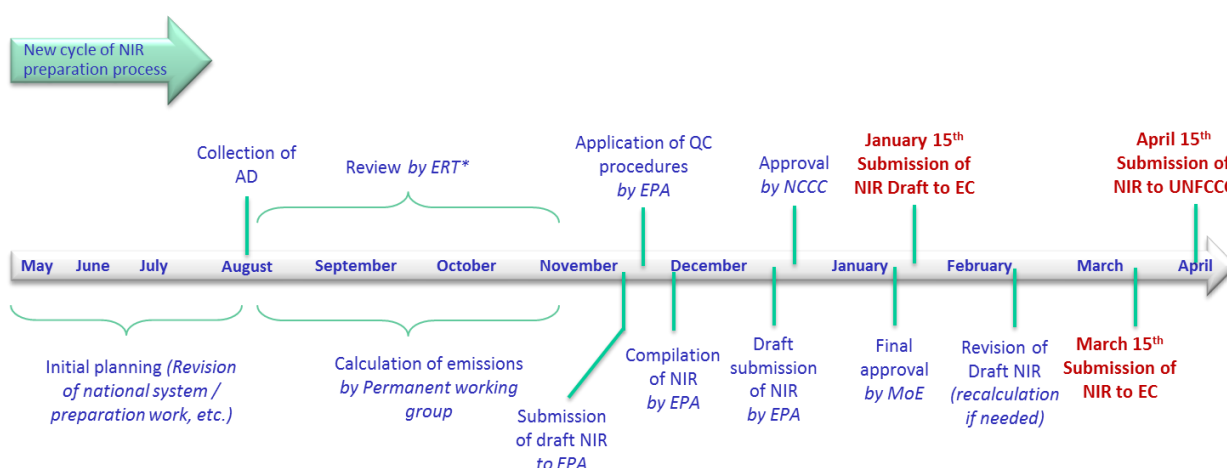 New cycle of NIR
preparation process
Collection of
AD
Review by ERT*
Application of QC
procedures
by EPA
Approval
by NCCC
January 15th
Submission of
NIR Draft to EC
April 15th
Submission of
NIR to UNFCCC
May June July August September October November December January February March April
Initial planning (Revision
of national system /
preparation work, etc.)
Calculation of emissions
by Permanent working
group
Submission
of draft NIR
to EPA
Compilation
of NIR
by EPA
Draft
submission
of NIR
by EPA
Final
approval
by MoE
Revision of
Draft NIR
(recalculation
if needed)
March 15th
Submission of
NIR to EC